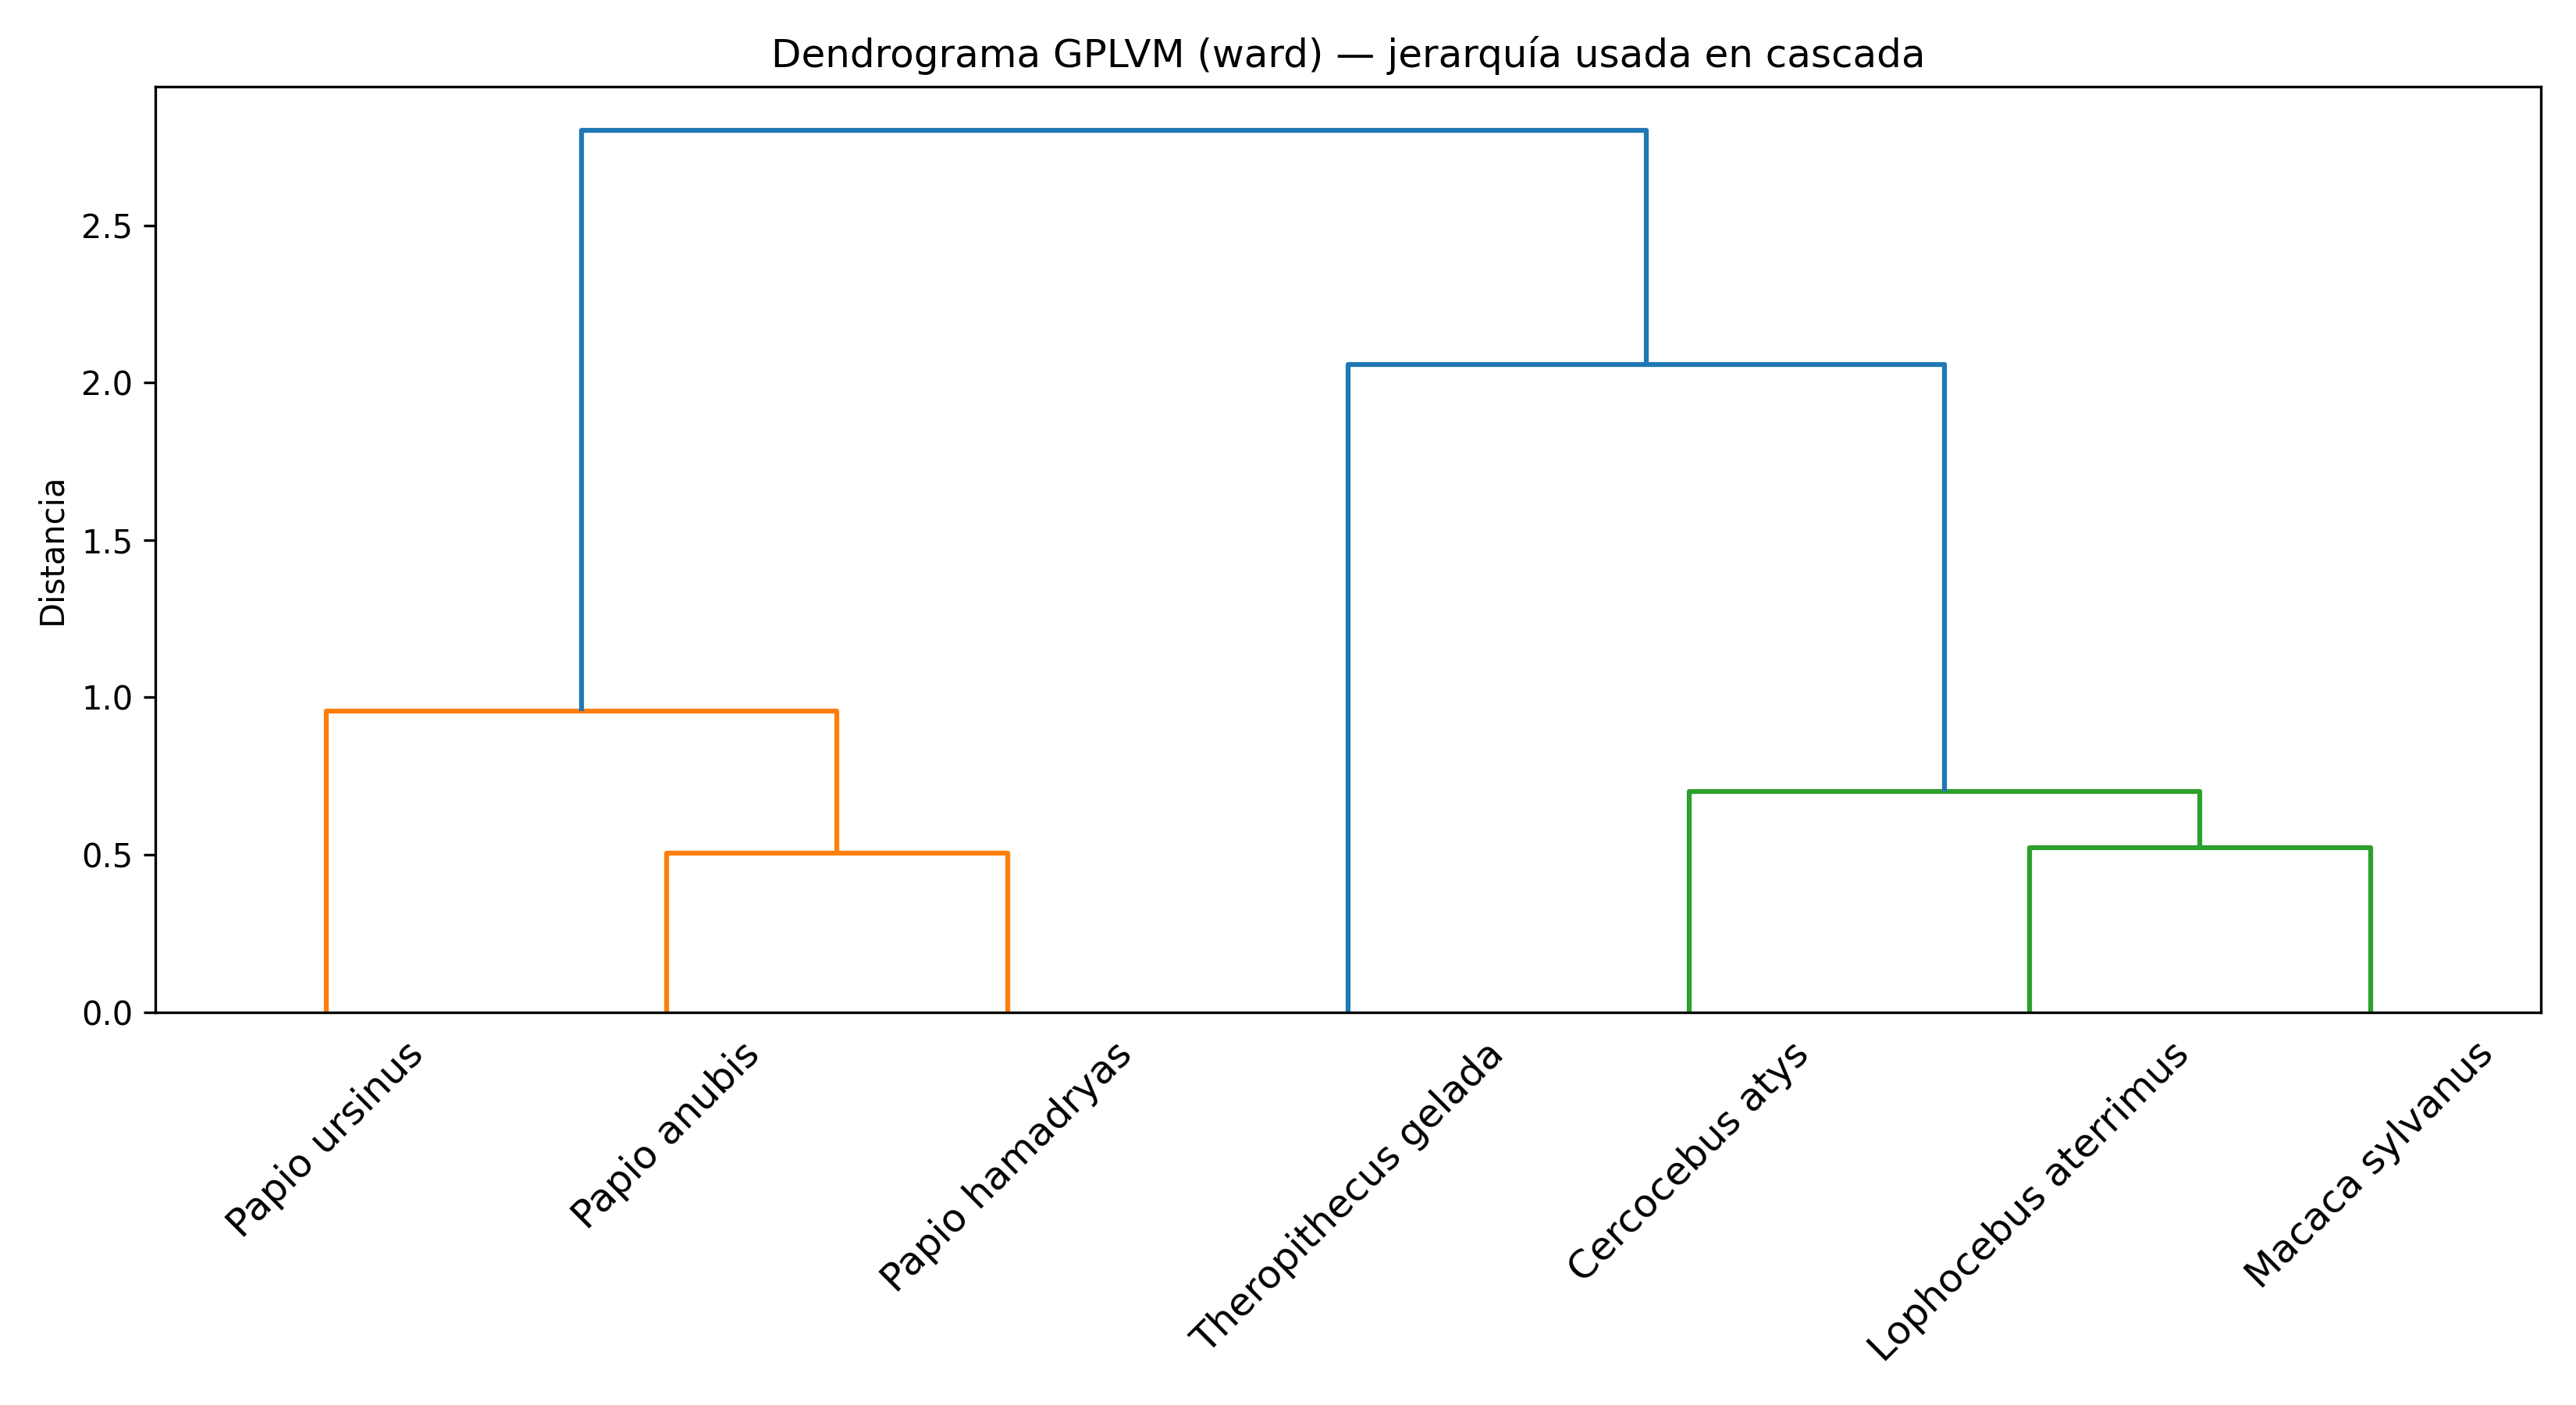 Dendrograma GPLVM (ward) — jerarquía usada en cascada
Distancia
2.5
2.0
1.5
1.0
0.5
0.0
Papio ursinus
Papio anubis
Papio hamadryas
Theropithecus gelada
Cercocebus atys
Lophocebus aterrimus
Macaca sylvanus